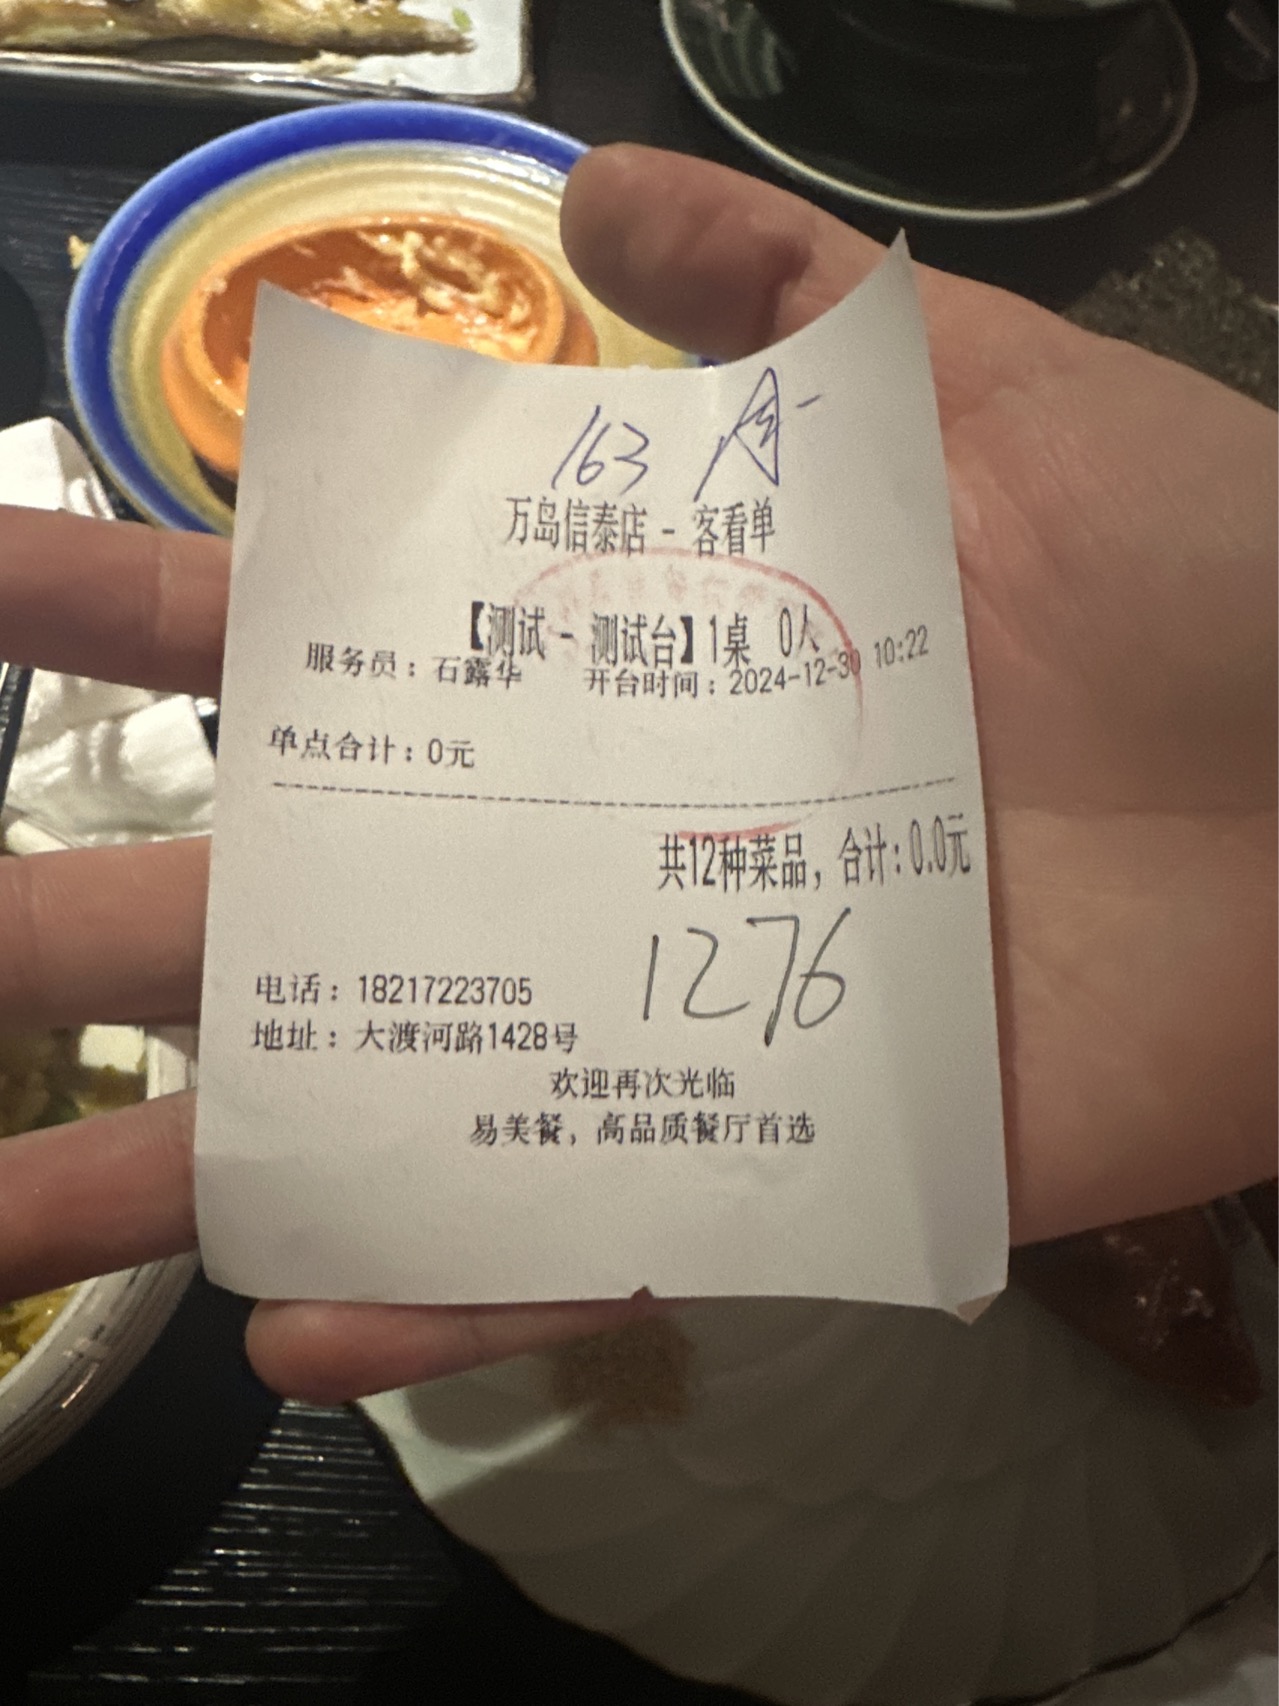 163
万岛信泰店 - 客看单
【测试 - 测试台】1桌 0人
服务员：石露华 开台时间：2024-12-30 10:22
单点合计：0元
共12种菜品，合计：0.0元
1276
电话：18217223705
地址：大渡河路1428号
欢迎再次光临
易美餐，高品质餐厅首选